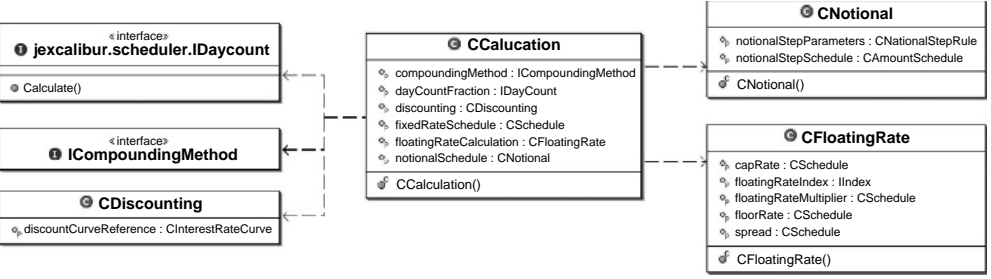 «interface»
jexcalibur.scheduler.IDaycount
Calculate()
«interface»
ICompoundingMethod
CDiscounting
discountCurveReference : CInterestRateCurve
CCalucation
compoundingMethod : ICompoundingMethod
dayCountFraction : IDayCount
discounting : CDiscounting
fixedRateSchedule : CSchedule
floatingRateCalculation : CFloatingRate
notionalSchedule : CNotional
CCalculation()
CNotional
notionalStepParameters : CNationalStepRule
notionalStepSchedule : CAmountSchedule
CNotional()
CFloatingRate
capRate : CSchedule
floatingRateIndex : IIndex
floatingRateMultiplier : CSchedule
floorRate : CSchedule
spread : CSchedule
CFloatingRate()